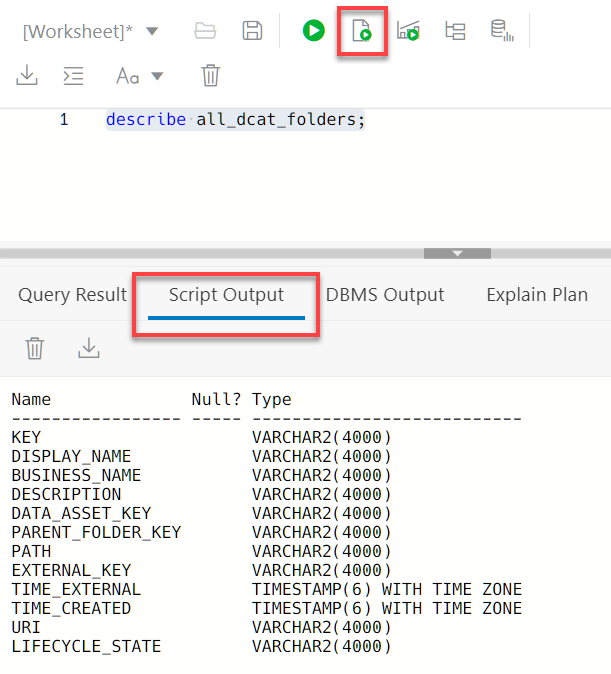 [Worksheet]*
Aa
1 describe all_dcat_folders;
Query Result Script Output DBMS Output Explain Plan
Name              Null? Type
----------------- ----- ---------------------------
KEY                     VARCHAR2(4000)
DISPLAY_NAME            VARCHAR2(4000)
BUSINESS_NAME           VARCHAR2(4000)
DESCRIPTION             VARCHAR2(4000)
DATA_ASSET_KEY          VARCHAR2(4000)
PARENT_FOLDER_KEY       VARCHAR2(4000)
PATH                    VARCHAR2(4000)
EXTERNAL_KEY            VARCHAR2(4000)
TIME_EXTERNAL           TIMESTAMP(6) WITH TIME ZONE
TIME_CREATED            TIMESTAMP(6) WITH TIME ZONE
URI                     VARCHAR2(4000)
LIFECYCLE_STATE         VARCHAR2(4000)